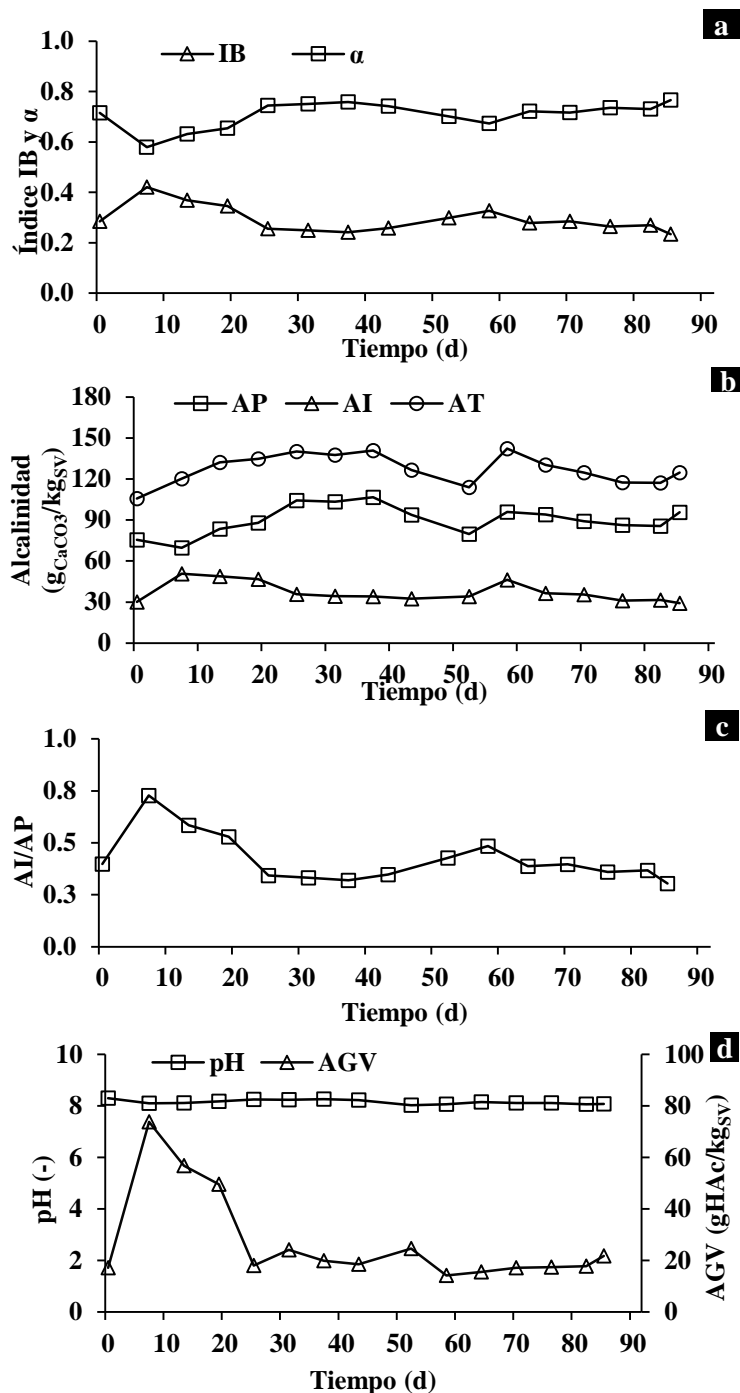 a
IB α
1.0
0.8
0.6
0.4
0.2
0.0
Índice IB y α
0 10 20 30 40 50 60 70 80 90
Tiempo (d)
b
AP AI AT
180
150
120
90
60
30
0
Alcalinidad
(gCaCO3/kgSV)
0 10 20 30 40 50 60 70 80 90
Tiempo (d)
c
1.0
0.8
0.5
0.3
0.0
AI/AP
0 10 20 30 40 50 60 70 80 90
Tiempo (d)
d
pH AGV
10
8
6
4
2
0
pH (-)
100
80
60
40
20
0
AGV (gHAc/kgSV)
0 10 20 30 40 50 60 70 80 90
Tiempo (d)